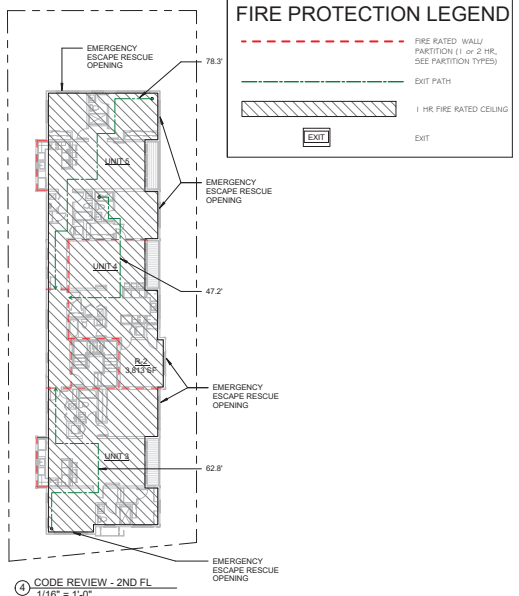 FIRE PROTECTION LEGEND
FIRE RATED WALL/
PARTITION (1 or 2 HR,
SEE PARTITION TYPES)
EXIT PATH
1 HR FIRE RATED CEILING
EXIT
EXIT
EMERGENCY
ESCAPE RESCUE
OPENING
78.3'
UNIT 5
EMERGENCY
ESCAPE RESCUE
OPENING
UNIT 4
47.2'
R-2
3,813 SF
EMERGENCY
ESCAPE RESCUE
OPENING
UNIT 3
62.8'
EMERGENCY
ESCAPE RESCUE
OPENING
4 CODE REVIEW - 2ND FL
1/16" = 1'-0"